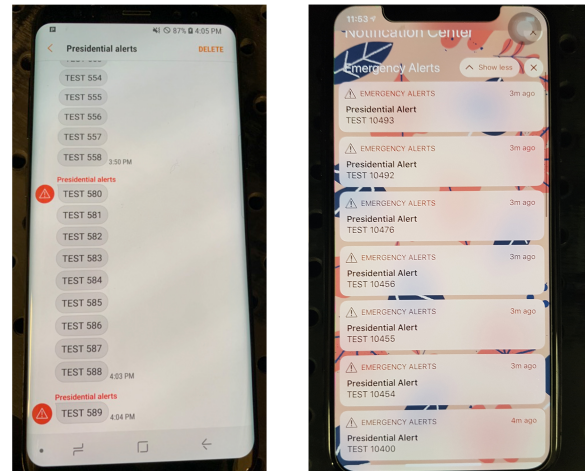 87% 4:05 PM
Presidential alerts
DELETE
TEST 554
TEST 555
TEST 556
TEST 557
TEST 558
3:50 PM
Presidential alerts
TEST 580
TEST 581
TEST 582
TEST 583
TEST 584
TEST 585
TEST 586
TEST 587
TEST 588
4:03 PM
Presidential alerts
TEST 589
4:04 PM
11:53
Notification Center
Emergency Alerts
Show less
EMERGENCY ALERTS 3m ago
Presidential Alert
TEST 10493
EMERGENCY ALERTS 3m ago
Presidential Alert
TEST 10492
EMERGENCY ALERTS 3m ago
Presidential Alert
TEST 10476
EMERGENCY ALERTS 3m ago
Presidential Alert
TEST 10456
EMERGENCY ALERTS 3m ago
Presidential Alert
TEST 10455
EMERGENCY ALERTS 3m ago
Presidential Alert
TEST 10454
EMERGENCY ALERTS 4m ago
Presidential Alert
TEST 10400